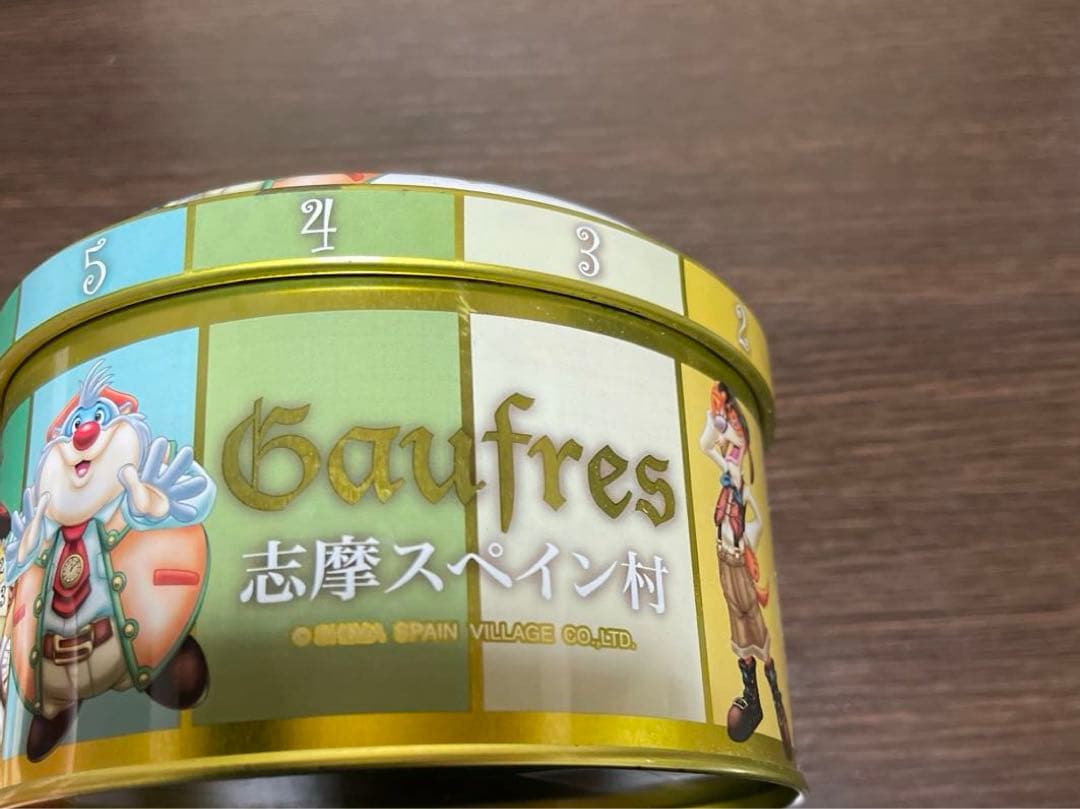 5 4 3 2
Gaufres
志摩スペイン村
© SHIMA SPAIN VILLAGE CO.,LTD.